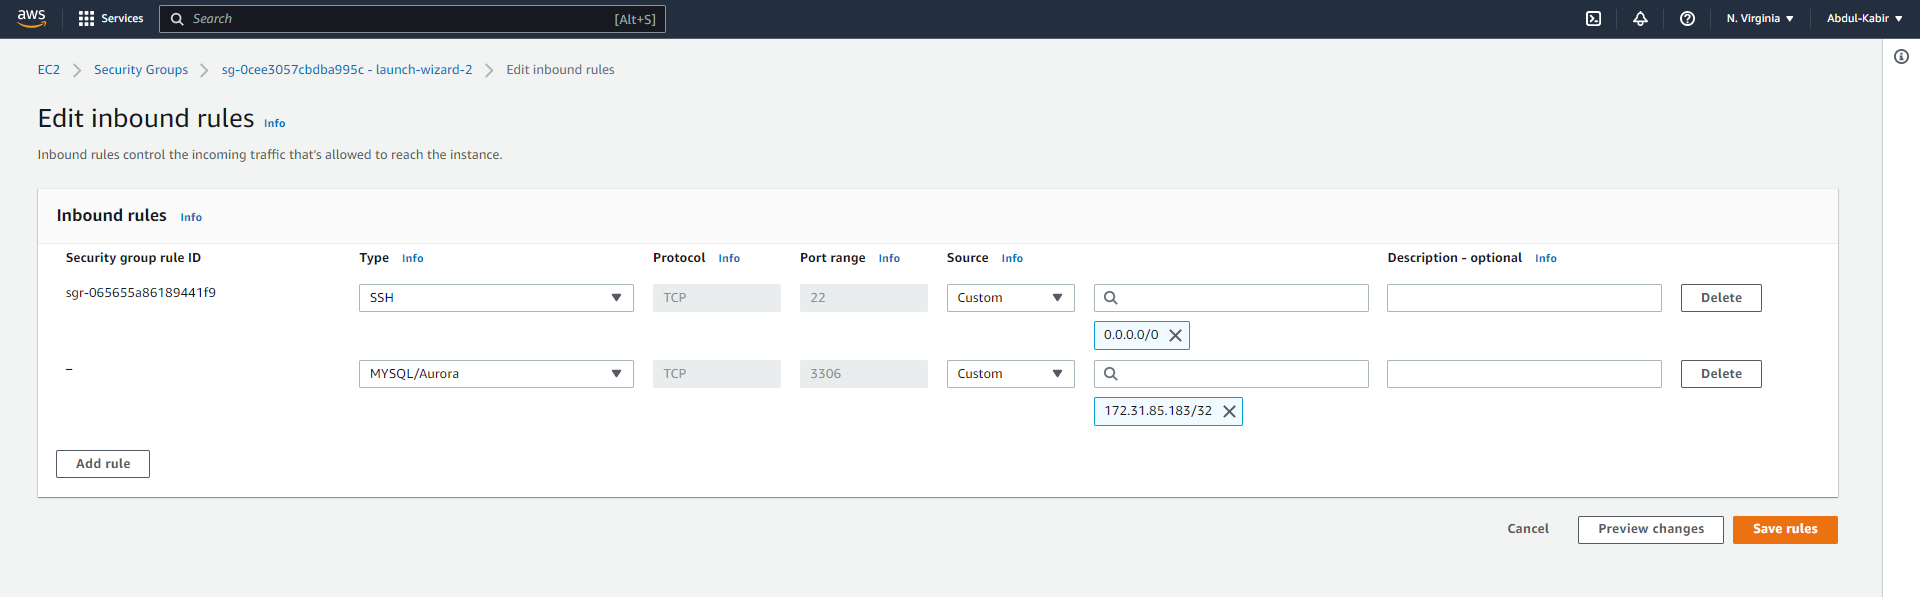 aws Services Search [Alt+S] N. Virginia Abdul-Kabir
EC2 Security Groups sg-0cee3057cbdba995c - launch-wizard-2 Edit inbound rules
Edit inbound rules Info
Inbound rules control the incoming traffic that's allowed to reach the instance.
Inbound rules Info
Security group rule ID Type Info Protocol Info Port range Info Source Info Description - optional Info
sgr-065655a86189441f9 SSH TCP 22 Custom Delete
0.0.0.0/0
– MYSQL/Aurora TCP 3306 Custom Delete
172.31.85.183/32
Add rule
Cancel Preview changes Save rules